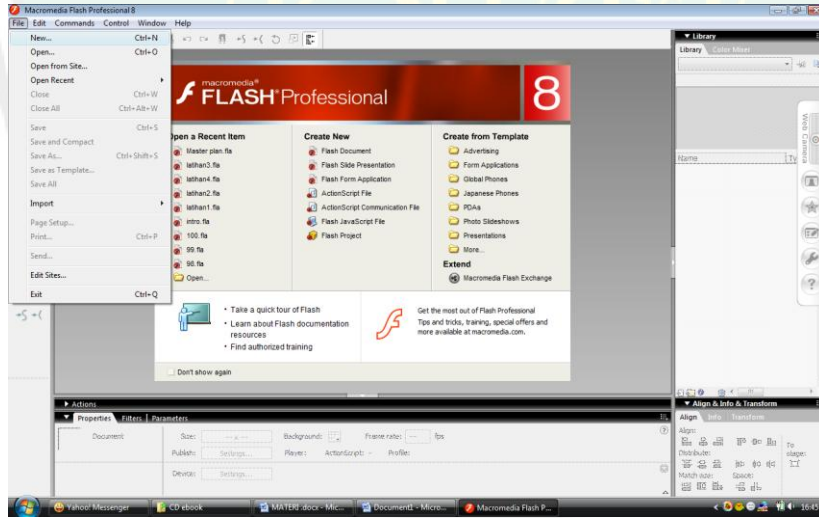 Macromedia Flash Professional 8
File Edit Commands Control Window Help
New... Ctrl+N
Open... Ctrl+O
Open from Site...
Open Recent
Close Ctrl+W
Close All Ctrl+Alt+W
Save Ctrl+S
Save and Compact
Save As... Ctrl+Shift+S
Save as Template...
Save All
Import
Page Setup...
Print... Ctrl+P
Send...
Edit Sites...
Exit Ctrl+Q
macromedia®
FLASH® Professional 8
Open a Recent Item
Master plan.fla
latihan3.fla
latihan4.fla
latihan2.fla
latihan1.fla
intro.fla
100.fla
99.fla
98.fla
Open...
Create New
Flash Document
Flash Slide Presentation
Flash Form Application
ActionScript File
ActionScript Communication File
Flash JavaScript File
Flash Project
Create from Template
Advertising
Form Applications
Global Phones
Japanese Phones
PDAs
Photo Slideshows
Presentations
More...
Extend
Macromedia Flash Exchange
• Take a quick tour of Flash
• Learn about Flash documentation
resources
• Find authorized training
Get the most out of Flash Professional
Tips and tricks, training, special offers and
more available at macromedia.com.
Don't show again
Library
Library Color Mixer
Name
Web Camera
Actions
Properties Filters Parameters
Document Size: Background: Frame rate: fps
Publish: Settings... Player: ActionScript: Profile:
Device: Settings...
Align & Info & Transform
Align Info Transform
Align:
Distribute:
Match size: Space:
To
stage:
Yahoo! Messenger
CD ebook
MATERI .docx - Mic...
Document1 - Micro...
Macromedia Flash P...
16:45